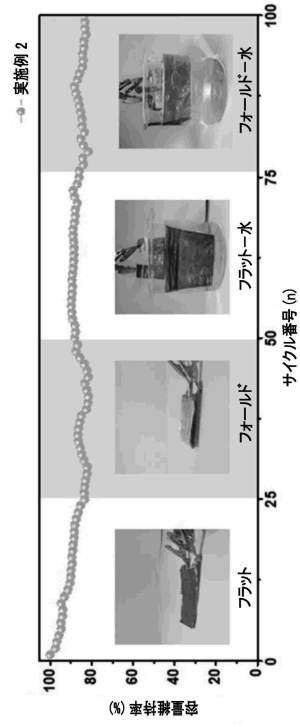 実施例 2
容量維持率 (%)
100
80
60
40
20
0
フラット
フォールド
フラットー水
フォールドー水
0
25
50
75
100
サイクル番号 (n)